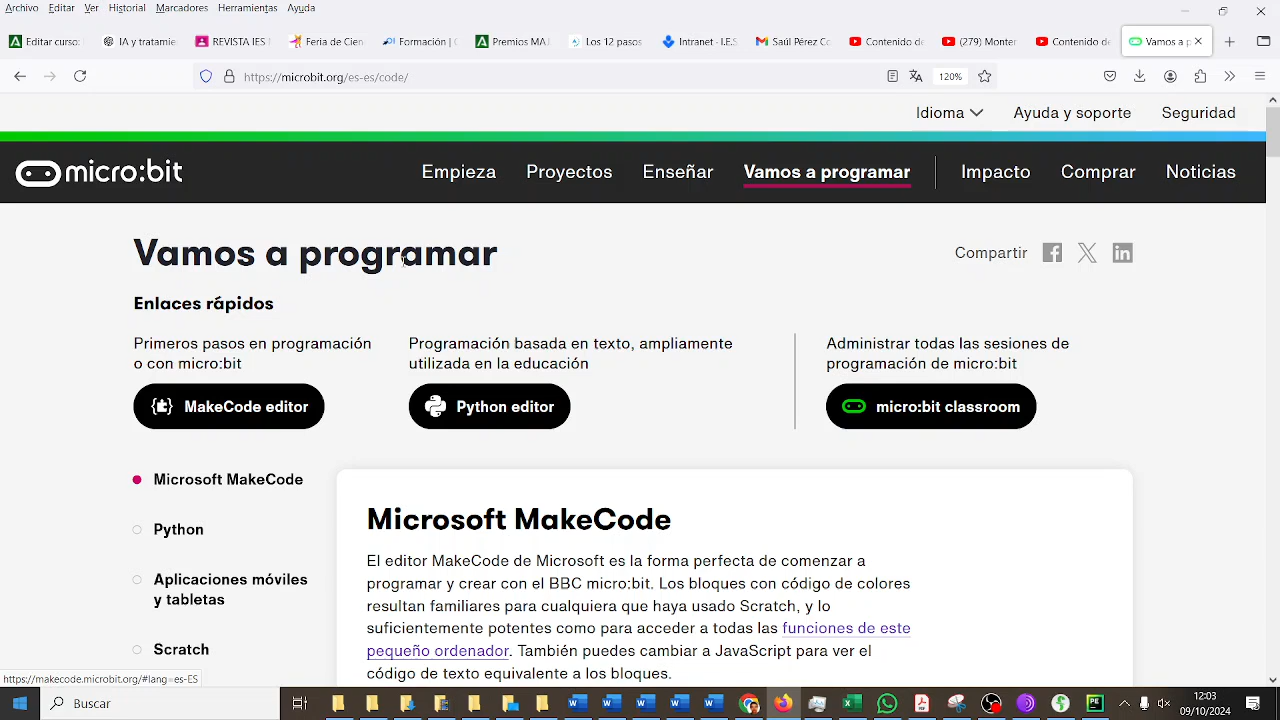 Archivo Editar Ver Historial Marcadores Herramientas Ayuda
Editar curso: IA y tratamie REVISTA IES Feria de Cien Formación | C Premios MA Los 12 pasos Intranet - I.E.S. Saúl Pérez Co Contenido de (279) Monter Contenido de Vamos
https://microbit.org/es-es/code/
120%
Idioma Ayuda y soporte Seguridad
micro:bit Empieza Proyectos Enseñar Vamos a programar Impacto Comprar Noticias
Vamos a programar
Compartir
Enlaces rápidos
Primeros pasos en programación
o con micro:bit
MakeCode editor
Programación basada en texto, ampliamente
utilizada en la educación
Python editor
Administrar todas las sesiones de
programación de micro:bit
micro:bit classroom
Microsoft MakeCode
Python
Aplicaciones móviles
y tabletas
Scratch
Microsoft MakeCode
El editor MakeCode de Microsoft es la forma perfecta de comenzar a
programar y crear con el BBC micro:bit. Los bloques con código de colores
resultan familiares para cualquiera que haya usado Scratch, y lo
suficientemente potentes como para acceder a todas las funciones de este
pequeño ordenador. También puedes cambiar a JavaScript para ver el
código de texto equivalente a los bloques.
https://makecode.microbit.org/#lang=es-ES
Buscar
12:03
09/10/2024